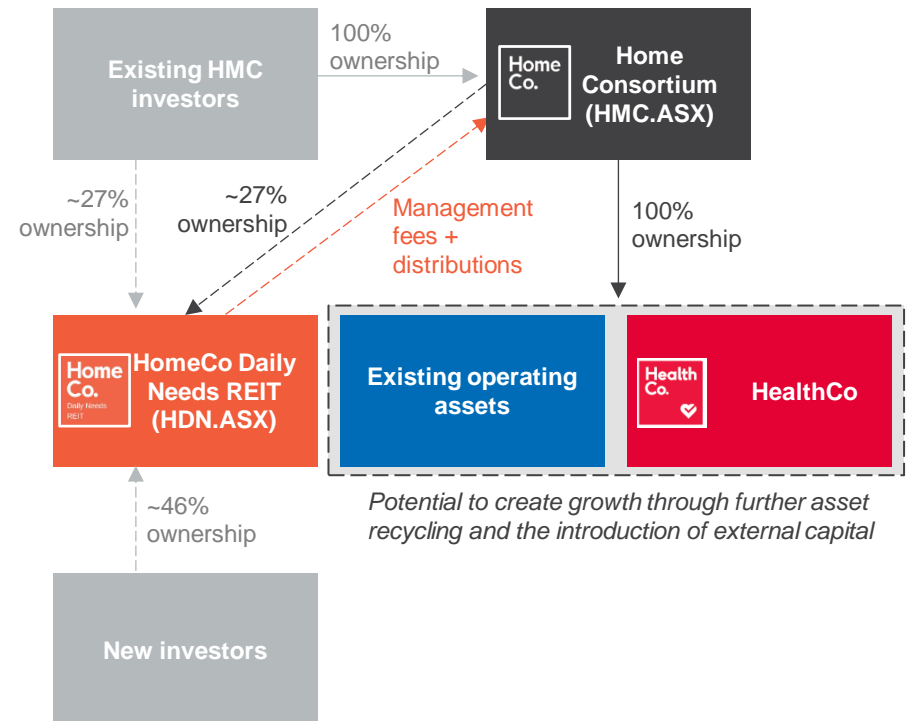 Existing HMC
investors
100%
ownership
Home
Co.
Home
Consortium
(HMC.ASX)
~27%
ownership
~27%
ownership
Management
fees +
distributions
100%
ownership
Home
Co.
Daily Needs
REIT
HomeCo Daily
Needs REIT
(HDN.ASX)
Existing operating
assets
Health
Co.
HealthCo
~46%
ownership
Potential to create growth through further asset
recycling and the introduction of external capital
New investors